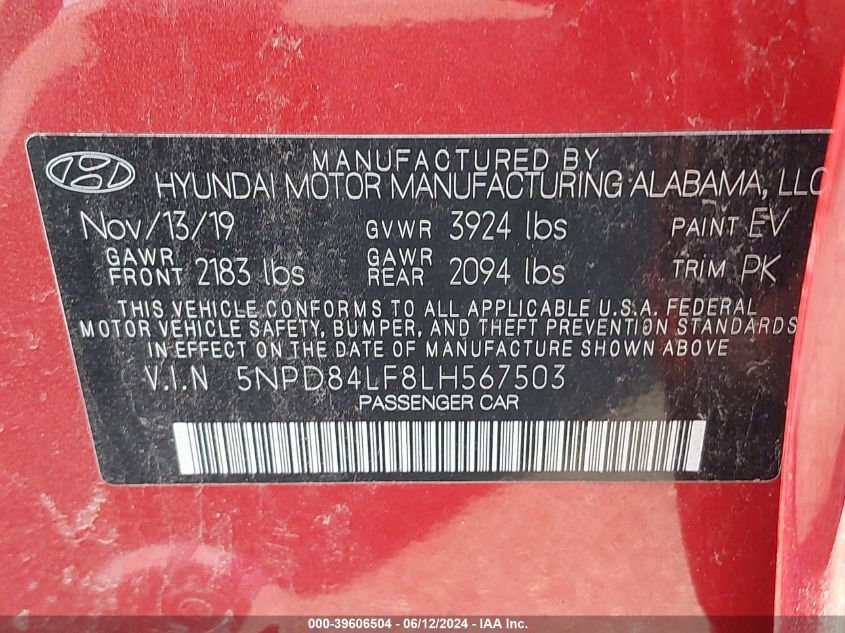 MANUFACTURED BY
HYUNDAI MOTOR MANUFACTURING ALABAMA, LLC
Nov/13/19 GVWR 3924 lbs PAINT EV
GAWR FRONT 2183 lbs GAWR REAR 2094 lbs TRIM PK
THIS VEHICLE CONFORMS TO ALL APPLICABLE U.S.A. FEDERAL
MOTOR VEHICLE SAFETY, BUMPER, AND THEFT PREVENTION STANDARDS
IN EFFECT ON THE DATE OF MANUFACTURE SHOWN ABOVE
V.I.N 5NPD84LF8LH567503
PASSENGER CAR
000-39606504 - 06/12/2024 - IAA Inc.